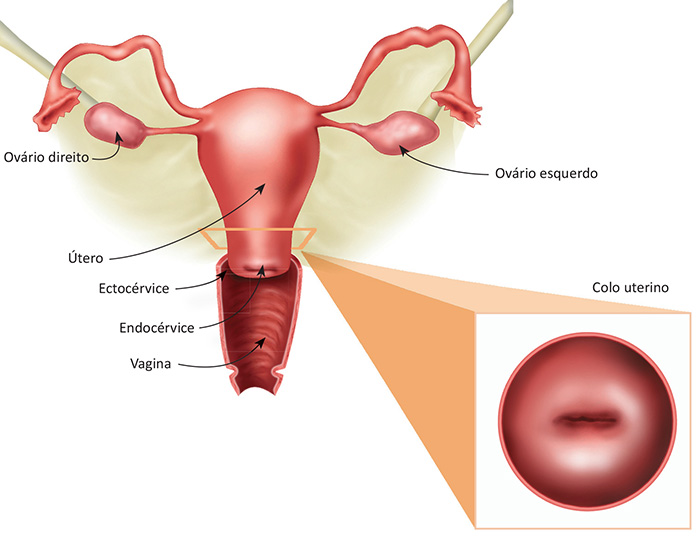 Ovário direito
Ovário esquerdo
Útero
Ectocérvice
Colo uterino
Endocérvice
Vagina